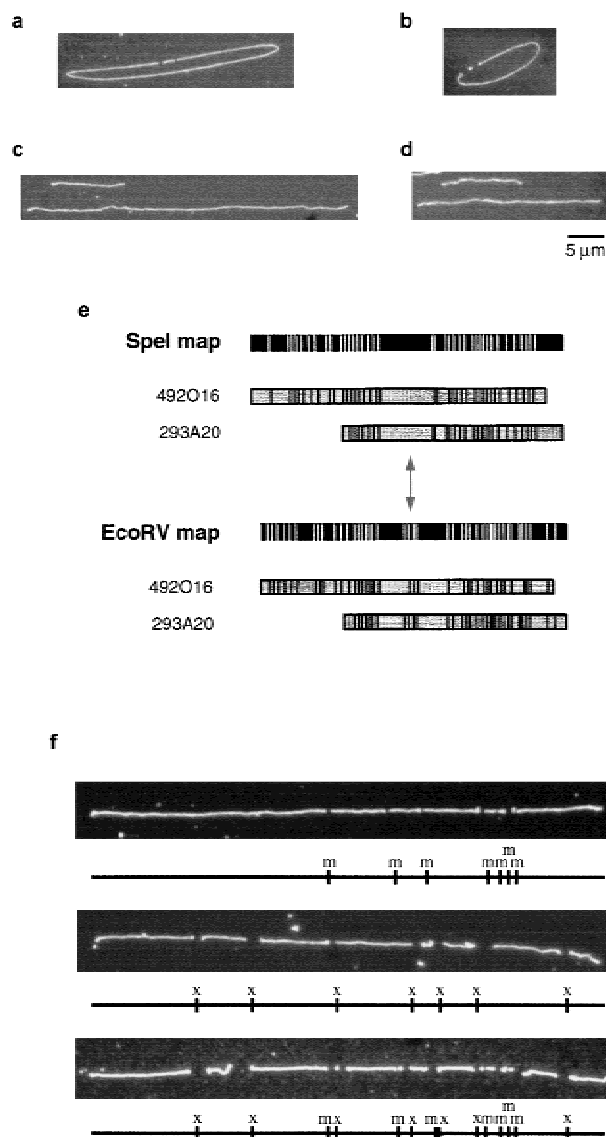 a
b
c
d
5 µm
e
SpeI map
492O16
293A20
EcoRV map
492O16
293A20
f
m
m m m m m m
x x x x x x x
m
x x m x m x m x x m m m x